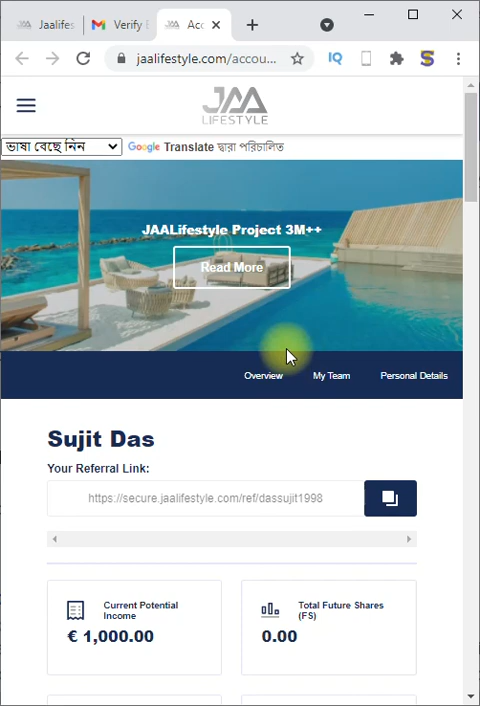 Jaalifes
Verify E
Acc
jaalifestyle.com/accou...
IQ
S
JAA
LIFESTYLE
ভাষা বেছে নিন
Google Translate দ্বারা পরিচালিত
JAALifestyle Project 3M++
Read More
Overview
My Team
Personal Details
Sujit Das
Your Referral Link:
https://secure.jaalifestyle.com/ref/dassujit1998
Current Potential
Income
€ 1,000.00
Total Future Shares
(FS)
0.00